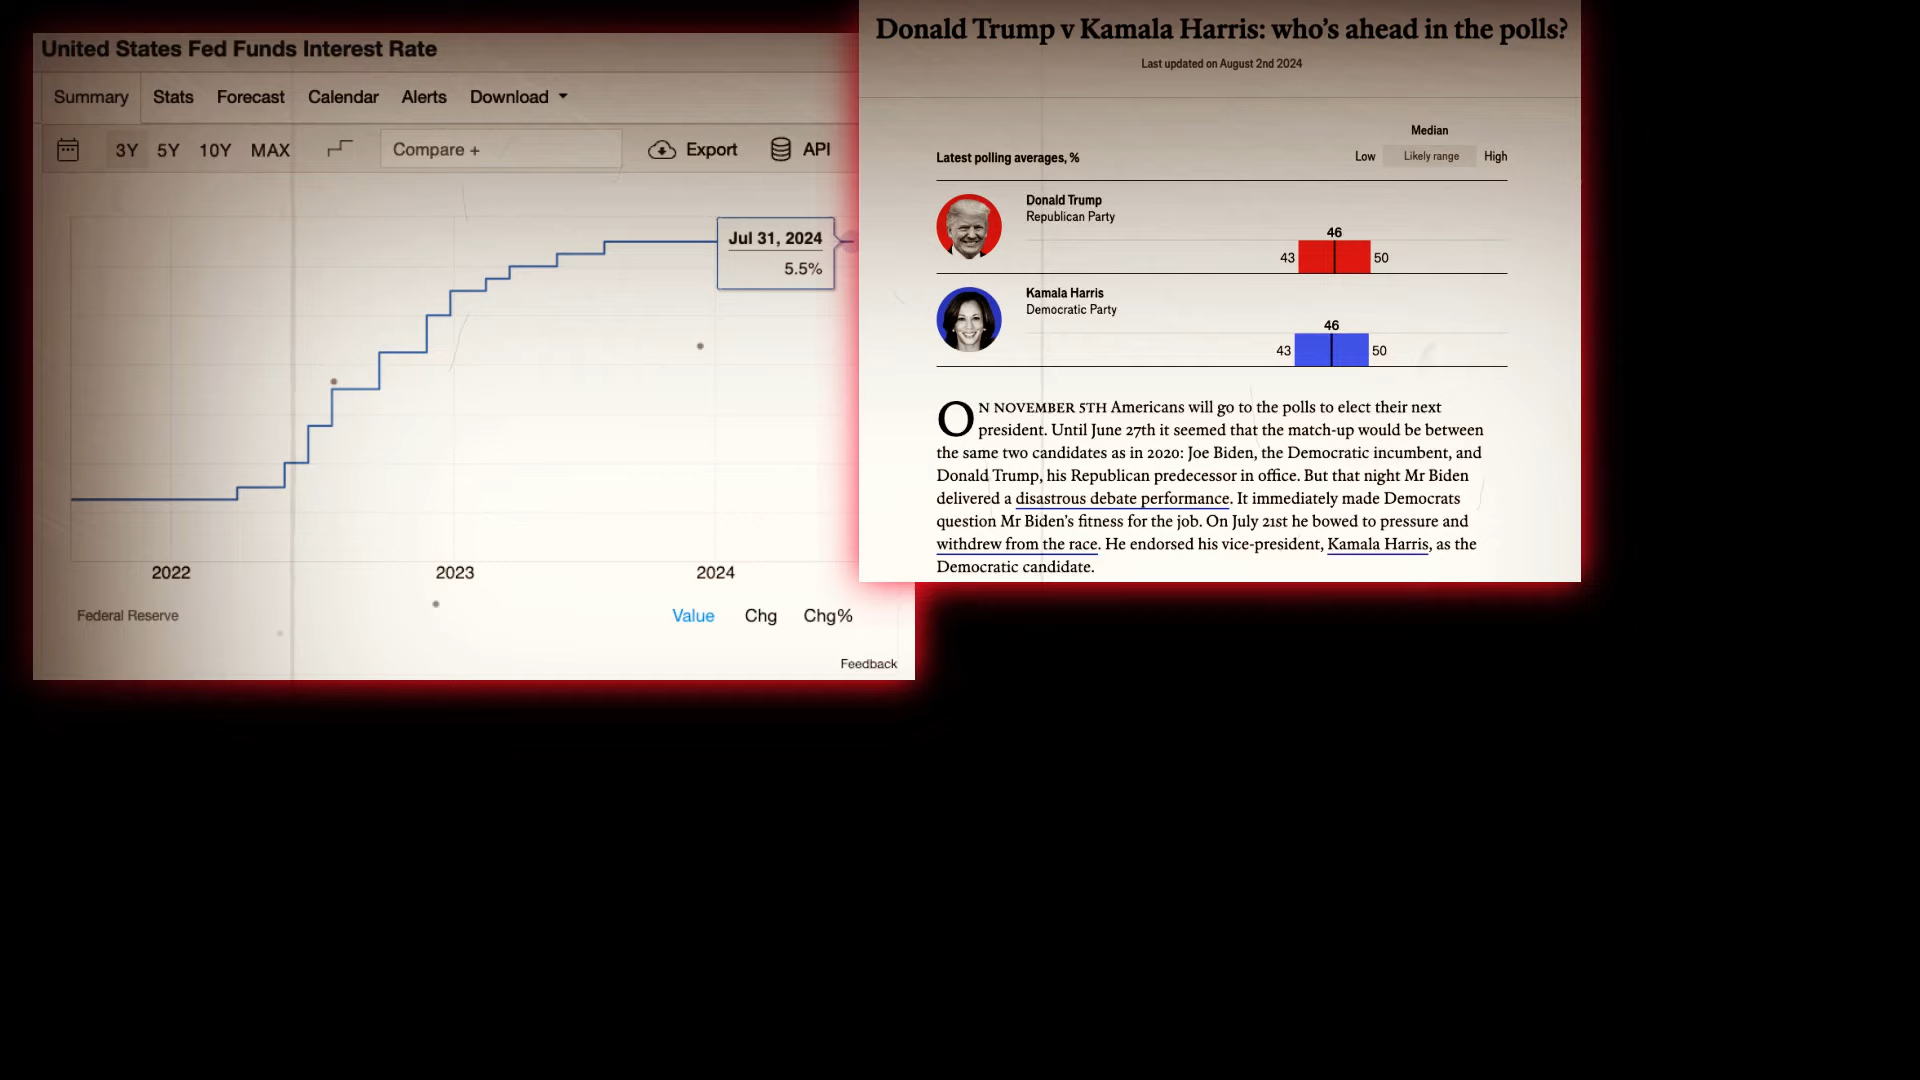 United States Fed Funds Interest Rate
Summary Stats Forecast Calendar Alerts Download
3Y 5Y 10Y MAX Compare + Export API
Jul 31, 2024
5.5%
2022 2023 2024
Federal Reserve Value Chg Chg%
Feedback
Donald Trump v Kamala Harris: who's ahead in the polls?
Last updated on August 2nd 2024
Median
Latest polling averages, % Low Likely range High
Donald Trump
Republican Party
46
43 50
Kamala Harris
Democratic Party
46
43 50
ON NOVEMBER 5TH Americans will go to the polls to elect their next
president. Until June 27th it seemed that the match-up would be between
the same two candidates as in 2020: Joe Biden, the Democratic incumbent, and
Donald Trump, his Republican predecessor in office. But that night Mr Biden
delivered a disastrous debate performance. It immediately made Democrats
question Mr Biden's fitness for the job. On July 21st he bowed to pressure and
withdrew from the race. He endorsed his vice-president, Kamala Harris, as the
Democratic candidate.